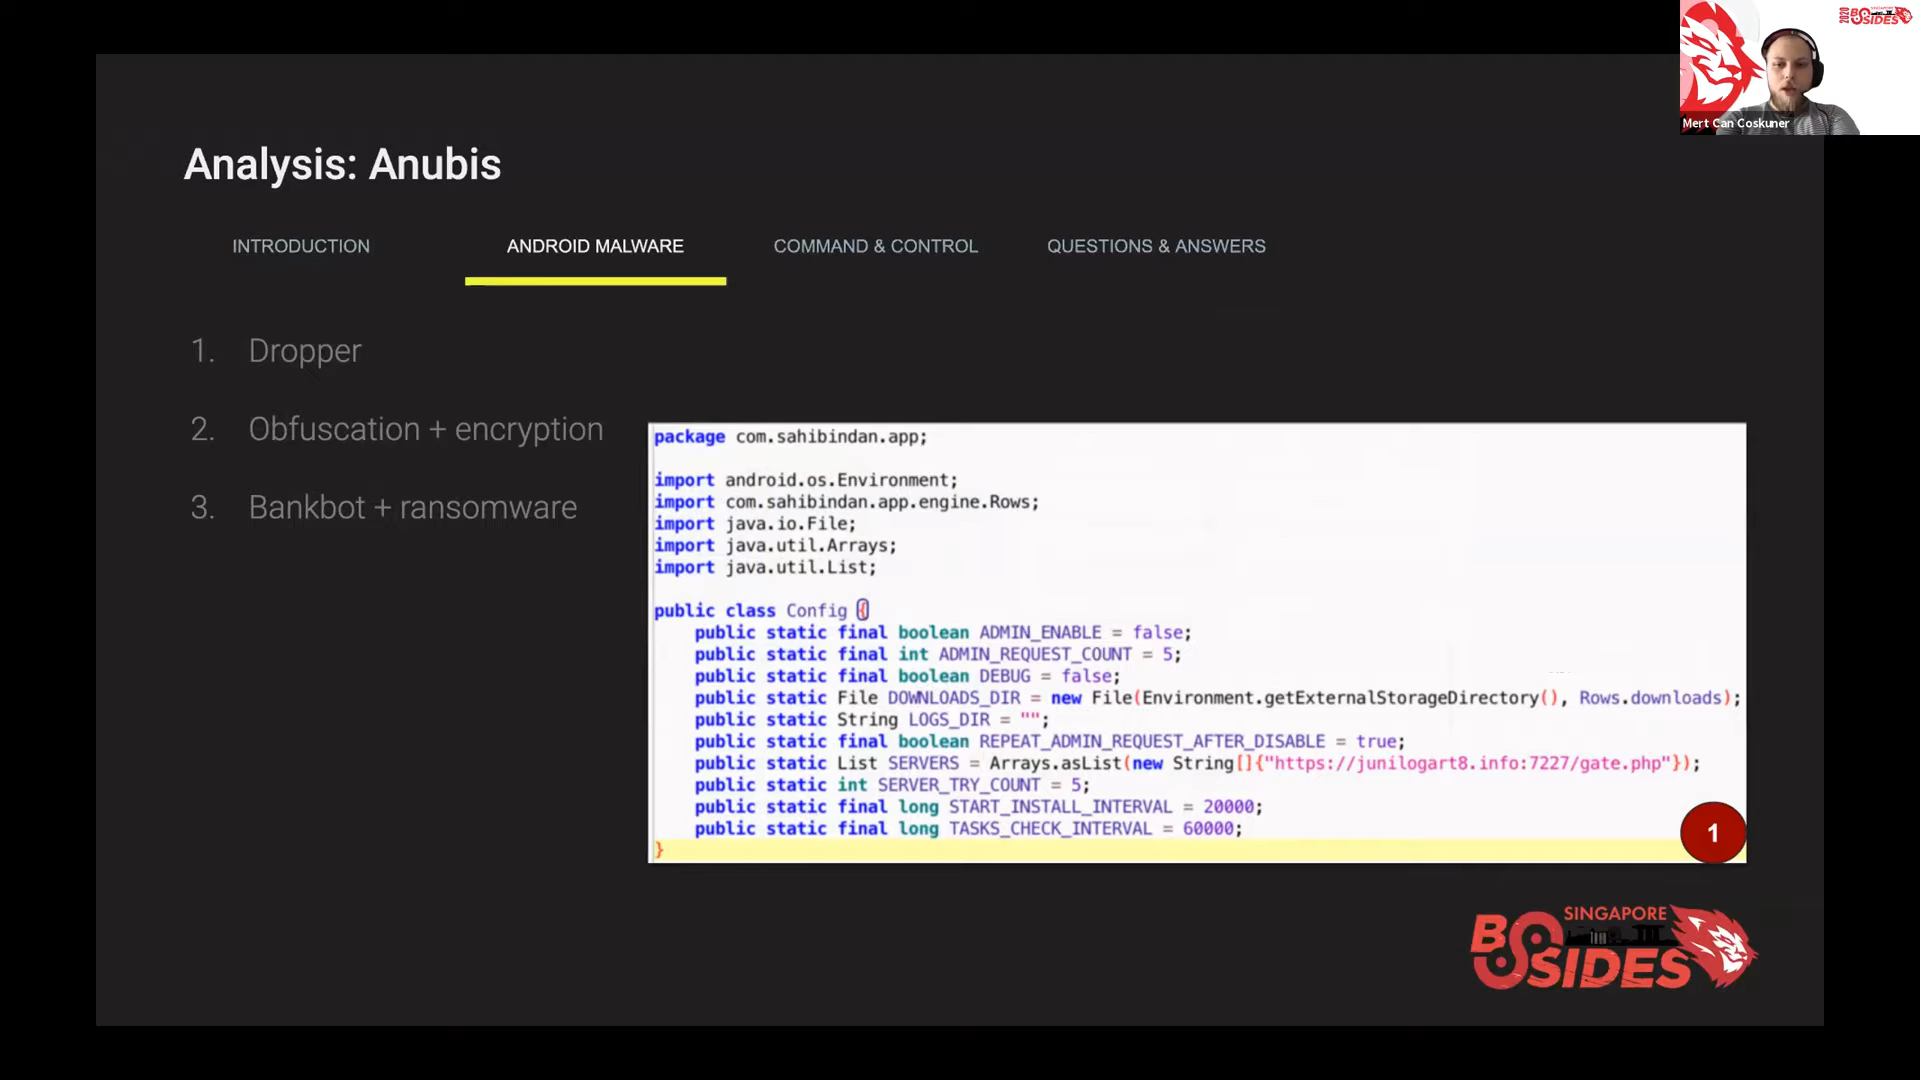 2020 BSIDES SINGAPORE
Mert Can Coskuner
Analysis: Anubis
INTRODUCTION ANDROID MALWARE COMMAND & CONTROL QUESTIONS & ANSWERS
1. Dropper
2. Obfuscation + encryption
3. Bankbot + ransomware
package com.sahibindan.app;
import android.os.Environment;
import com.sahibindan.app.engine.Rows;
import java.io.File;
import java.util.Arrays;
import java.util.List;
public class Config {
public static final boolean ADMIN_ENABLE = false;
public static final int ADMIN_REQUEST_COUNT = 5;
public static final boolean DEBUG = false;
public static File DOWNLOADS_DIR = new File(Environment.getExternalStorageDirectory(), Rows.downloads);
public static String LOGS_DIR = "";
public static final boolean REPEAT_ADMIN_REQUEST_AFTER_DISABLE = true;
public static List SERVERS = Arrays.asList(new String[]{"https://junilogart8.info:7227/gate.php"});
public static int SERVER_TRY_COUNT = 5;
public static final long START_INSTALL_INTERVAL = 20000;
public static final long TASKS_CHECK_INTERVAL = 60000;
}
1
SINGAPORE
BSIDES